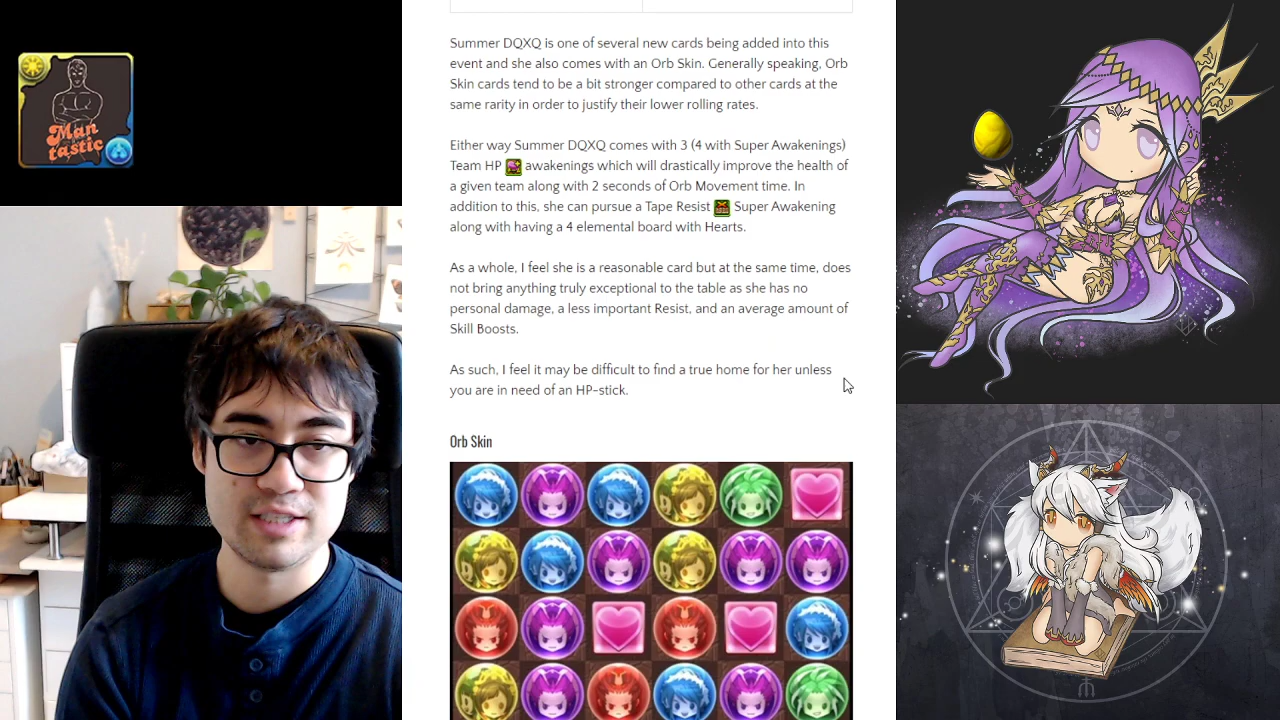 Man
tastic
Summer DQXQ is one of several new cards being added into this
event and she also comes with an Orb Skin. Generally speaking, Orb
Skin cards tend to be a bit stronger compared to other cards at the
same rarity in order to justify their lower rolling rates.
Either way Summer DQXQ comes with 3 (4 with Super Awakenings)
Team HP awakenings which will drastically improve the health of
a given team along with 2 seconds of Orb Movement time. In
addition to this, she can pursue a Tape Resist Super Awakening
along with having a 4 elemental board with Hearts.
As a whole, I feel she is a reasonable card but at the same time, does
not bring anything truly exceptional to the table as she has no
personal damage, a less important Resist, and an average amount of
Skill Boosts.
As such, I feel it may be difficult to find a true home for her unless
you are in need of an HP-stick.
Orb Skin